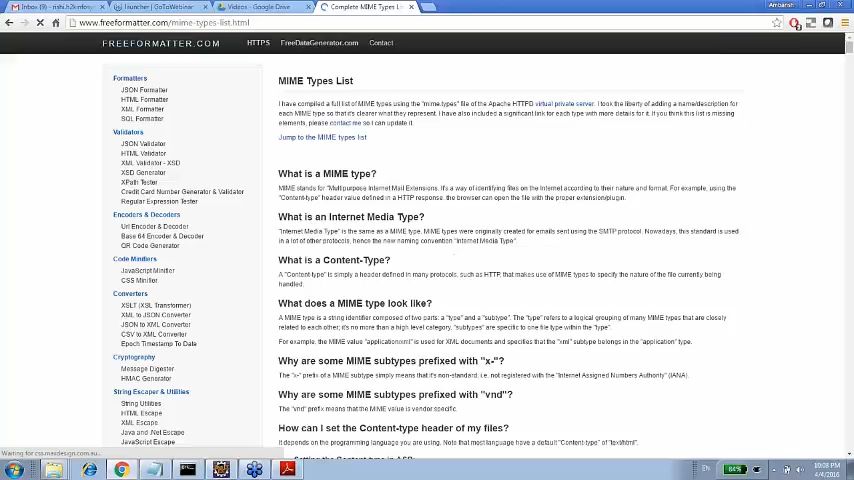 Inbox (9) - rishi.h2kinfosy
launcher | GoToWebinar
Videos - Google Drive
Complete MIME Types Lis
Ambarish
www.freeformatter.com/mime-types-list.html
FREEFORMATTER.COM
HTTPS
FreeDataGenerator.com
Contact
Formatters
JSON Formatter
HTML Formatter
XML Formatter
SQL Formatter
Validators
JSON Validator
HTML Validator
XML Validator - XSD
XSD Generator
XPath Tester
Credit Card Number Generator & Validator
Regular Expression Tester
Encoders & Decoders
Url Encoder & Decoder
Base 64 Encoder & Decoder
QR Code Generator
Code Minifiers
JavaScript Minifier
CSS Minifier
Converters
XSLT (XSL Transformer)
XML to JSON Converter
JSON to XML Converter
CSV to XML Converter
Epoch Timestamp To Date
Cryptography
Message Digester
HMAC Generator
String Escaper & Utilities
String Utilities
HTML Escape
XML Escape
Java and .Net Escape
JavaScript Escape
MIME Types List
I have compiled a full list of MIME types using the "mime.types" file of the Apache HTTPD virtual private server. I took the liberty of adding a name/description for
each MIME type so that it's clearer what they represent. I have also included a significant link for each type with more details for it. If you think this list is missing
elements, please contact me so I can update it.
Jump to the MIME types list
What is a MIME type?
MIME stands for "Multipurpose Internet Mail Extensions. It's a way of identifying files on the Internet according to their nature and format. For example, using the
"Content-type" header value defined in a HTTP response, the browser can open the file with the proper extension/plugin.
What is an Internet Media Type?
"Internet Media Type" is the same as a MIME type. MIME types were originally created for emails sent using the SMTP protocol. Nowadays, this standard is used
in a lot of other protocols, hence the new naming convention "Internet Media Type".
What is a Content-Type?
A "Content-type" is simply a header defined in many protocols, such as HTTP, that makes use of MIME types to specify the nature of the file currently being
handled.
What does a MIME type look like?
A MIME type is a string identifier composed of two parts: a "type" and a "subtype". The "type" refers to a logical grouping of many MIME types that are closely
related to each other; it's no more than a high level category. "subtypes" are specific to one file type within the "type".
For example, the MIME value "application/xml" is used for XML documents and specifies that the "xml" subtype belongs in the "application" type.
Why are some MIME subtypes prefixed with "x-"?
The "x-" prefix of a MIME subtype simply means that it's non-standard, i.e. not registered with the "Internet Assigned Numbers Authority" (IANA).
Why are some MIME subtypes prefixed with "vnd"?
The "vnd" prefix means that the MIME value is vendor specific.
How can I set the Content-type header of my files?
It depends on the programming language you are using. Note that most language have a default "Content-type" of "text/html".
Setting the Content-type in ASP:
Waiting for css.maxdesign.com.au...
EN
84%
10:08 PM
4/4/2016